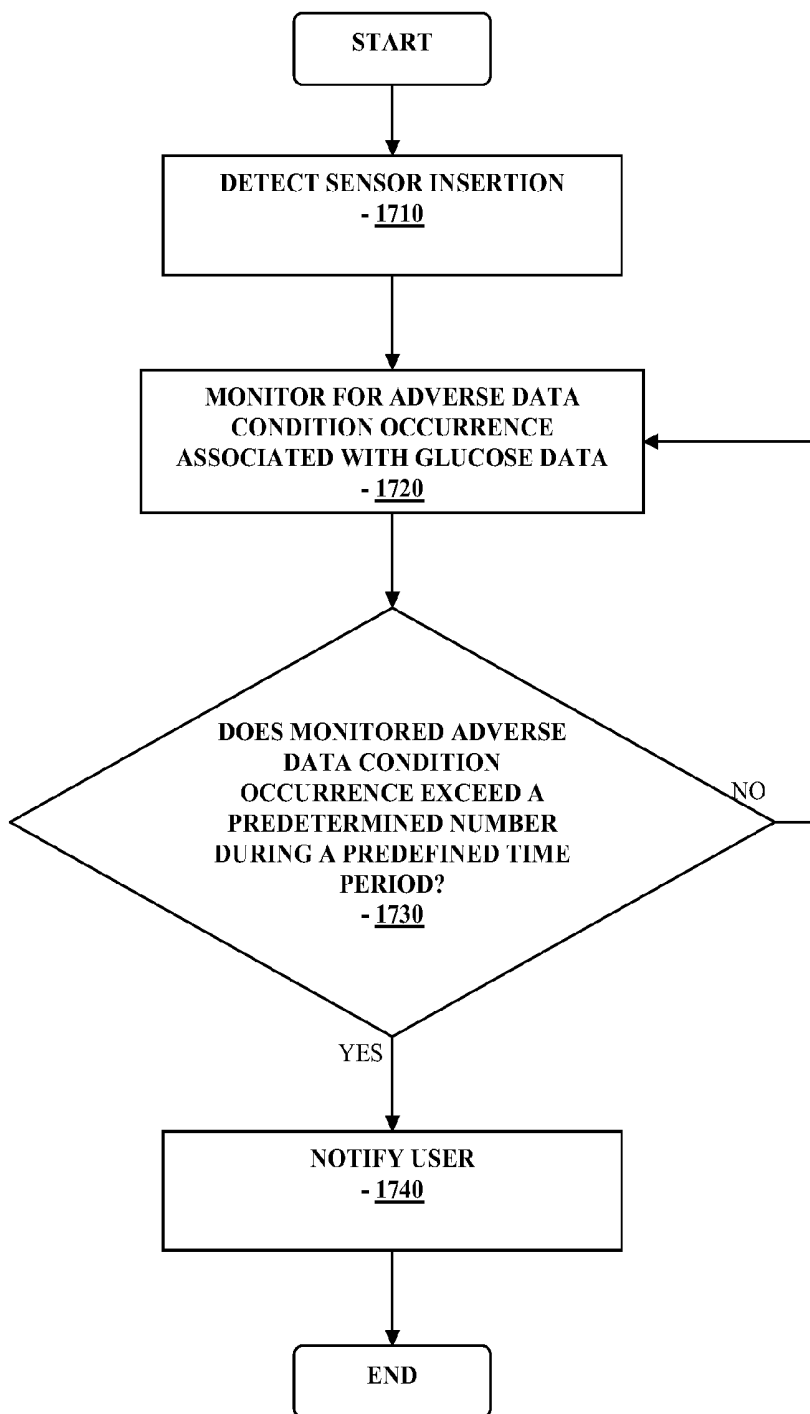 START
DETECT SENSOR INSERTION
- 1710
MONITOR FOR ADVERSE DATA
CONDITION OCCURRENCE
ASSOCIATED WITH GLUCOSE DATA
- 1720
DOES MONITORED ADVERSE
DATA CONDITION
OCCURRENCE EXCEED A
PREDETERMINED NUMBER
DURING A PREDEFINED TIME
PERIOD?
- 1730
NO
YES
NOTIFY USER
- 1740
END